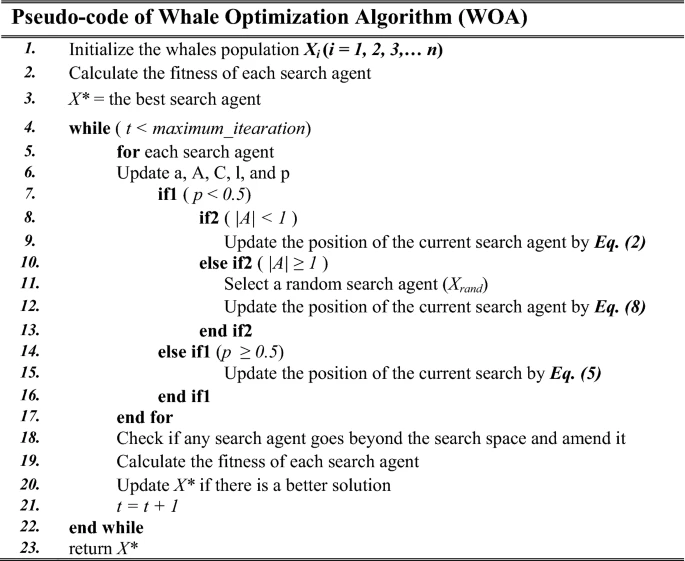 Pseudo-code of Whale Optimization Algorithm (WOA)
1. Initialize the whales population Xi (i = 1, 2, 3,… n)
2. Calculate the fitness of each search agent
3. X* = the best search agent
4. while ( t < maximum_itearation)
5. for each search agent
6. Update a, A, C, l, and p
7. if1 ( p < 0.5)
8. if2 ( |A| < 1 )
9. Update the position of the current search agent by Eq. (2)
10. else if2 ( |A| ≥ 1 )
11. Select a random search agent (Xrand)
12. Update the position of the current search agent by Eq. (8)
13. end if2
14. else if1 (p ≥ 0.5)
15. Update the position of the current search by Eq. (5)
16. end if1
17. end for
18. Check if any search agent goes beyond the search space and amend it
19. Calculate the fitness of each search agent
20. Update X* if there is a better solution
21. t = t + 1
22. end while
23. return X*